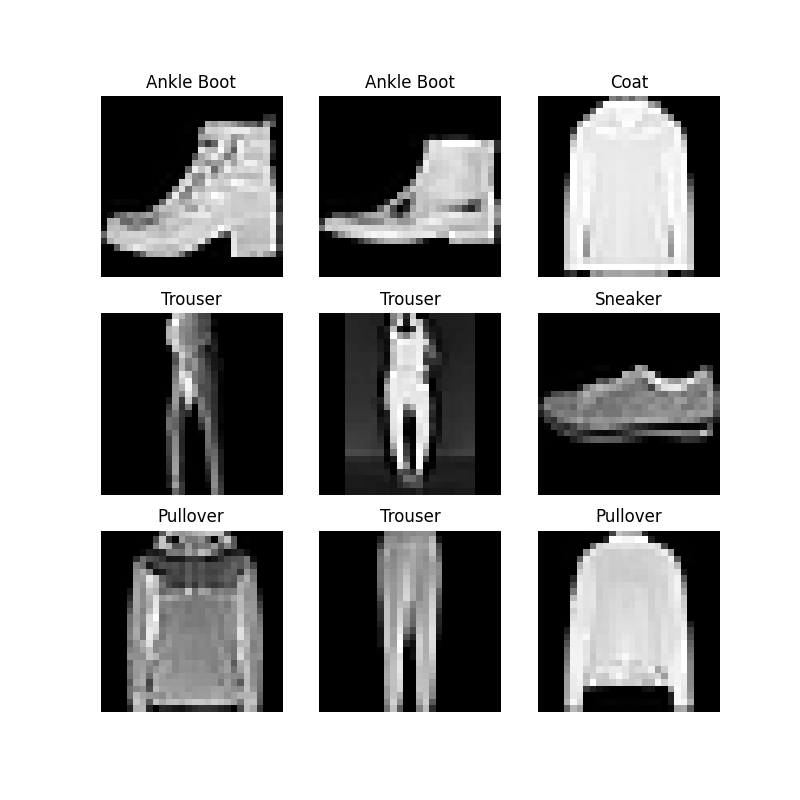 Ankle Boot
Ankle Boot
Coat
Trouser
Trouser
Sneaker
Pullover
Trouser
Pullover